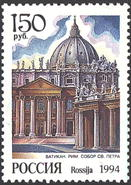 150
РУБ.
ВАТИКАН. РИМ. СОБОР СВ. ПЕТРА
РОССИЯ Rossija 1994